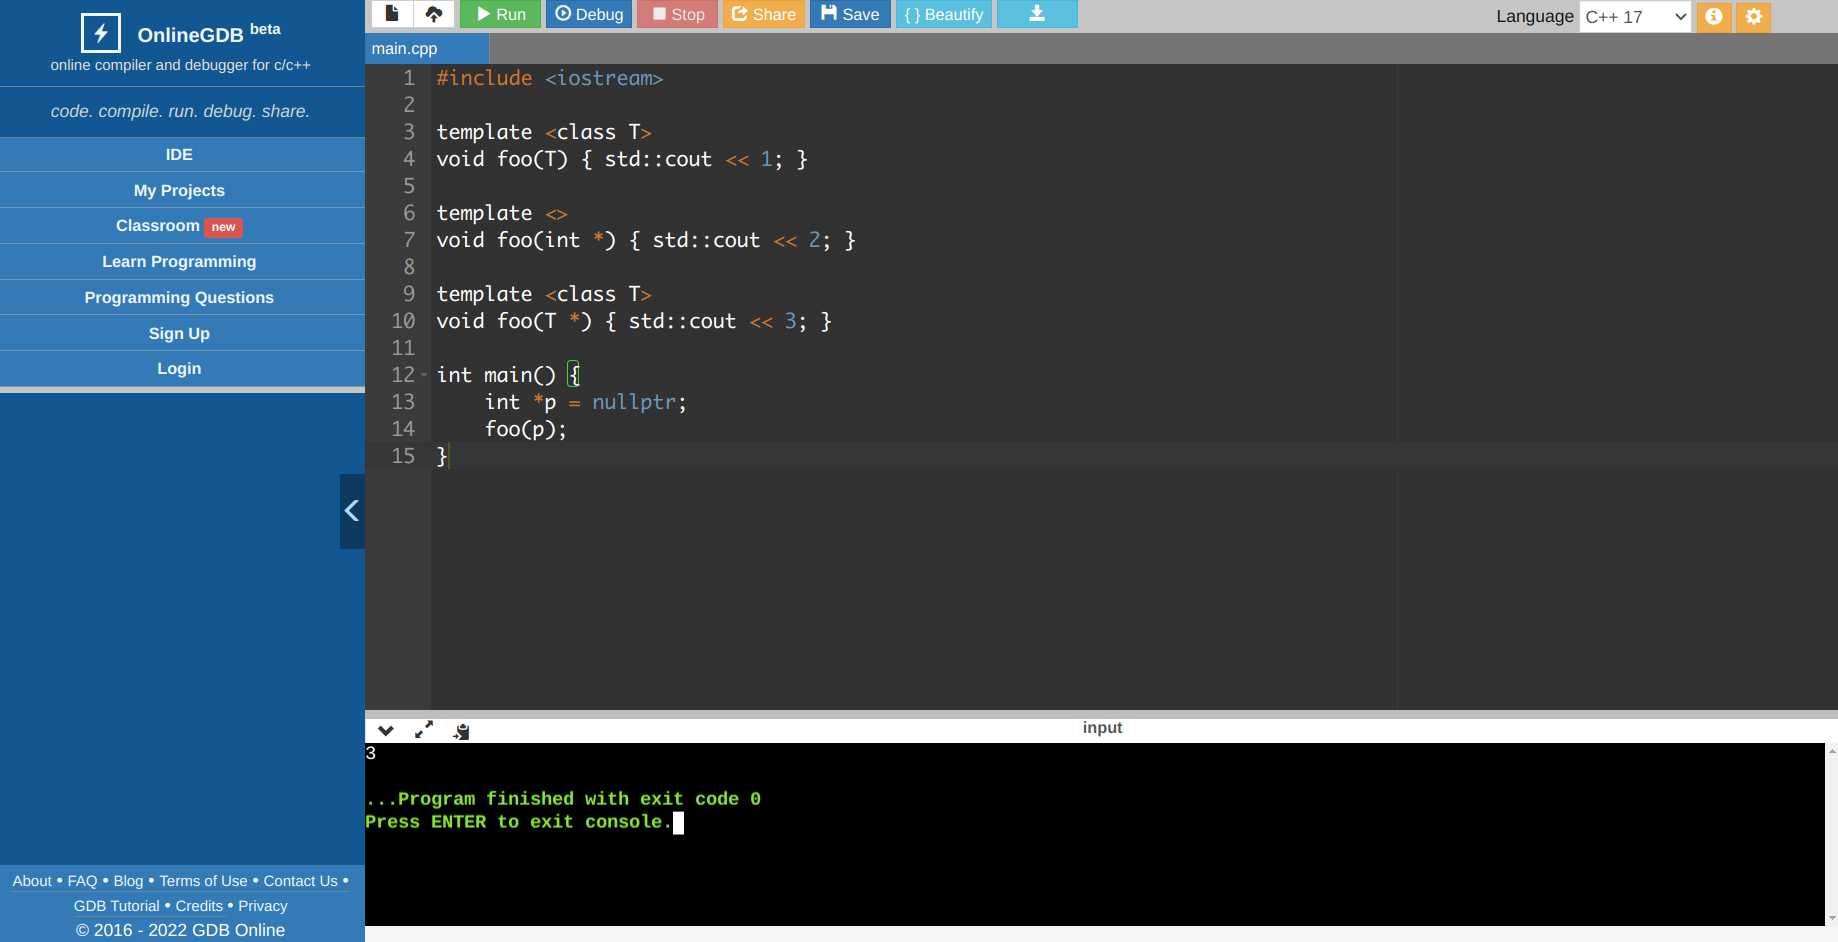 OnlineGDB beta
online compiler and debugger for c/c++
code. compile. run. debug. share.
IDE
My Projects
Classroom new
Learn Programming
Programming Questions
Sign Up
Login
About • FAQ • Blog • Terms of Use • Contact Us •
GDB Tutorial • Credits • Privacy
© 2016 - 2022 GDB Online
Run Debug Stop Share Save { } Beautify
Language C++ 17
main.cpp
1 #include <iostream>
2
3 template <class T>
4 void foo(T) { std::cout << 1; }
5
6 template <>
7 void foo(int *) { std::cout << 2; }
8
9 template <class T>
10 void foo(T *) { std::cout << 3; }
11
12 int main() {
13     int *p = nullptr;
14     foo(p);
15 }
input
3
...Program finished with exit code 0
Press ENTER to exit console.